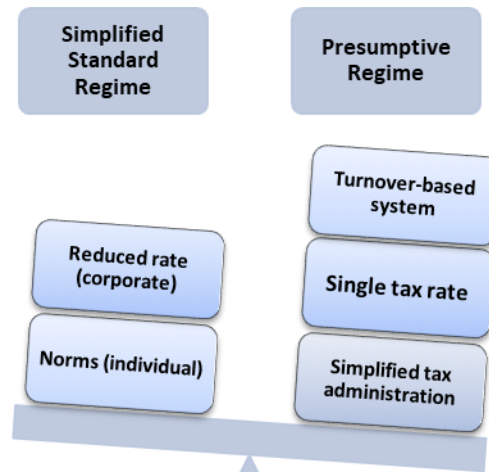 Simplified
Standard
Regime
Presumptive
Regime
Turnover-based
system
Reduced rate
(corporate)
Single tax rate
Norms (individual)
Simplified tax
administration